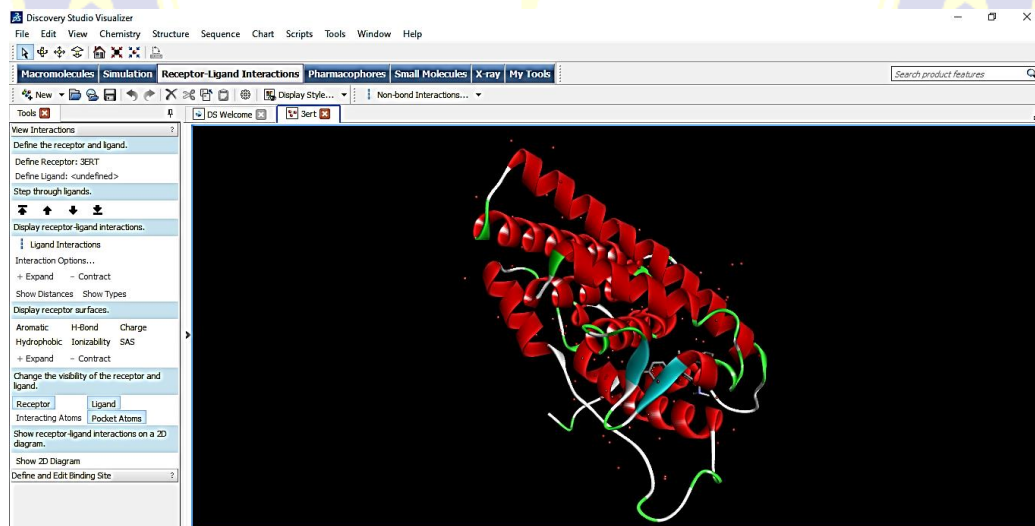 Discovery Studio Visualizer
File Edit View Chemistry Structure Sequence Chart Scripts Tools Window Help
Macromolecules Simulation Receptor-Ligand Interactions Pharmacophores Small Molecules X-ray My Tools
Search product features
New Display Style... Non-bond Interactions...
Tools DS Welcome 3ert
View Interactions ?
Define the receptor and ligand.
Define Receptor: 3ERT
Define Ligand: <undefined>
Step through ligands.
Display receptor-ligand interactions.
Ligand Interactions
Interaction Options...
+ Expand - Contract
Show Distances Show Types
Display receptor surfaces.
Aromatic H-Bond Charge
Hydrophobic Ionizability SAS
+ Expand - Contract
Change the visibility of the receptor and
ligand.
Receptor Ligand
Interacting Atoms Pocket Atoms
Show receptor-ligand interactions on a 2D
diagram.
Show 2D Diagram
Define and Edit Binding Site ?